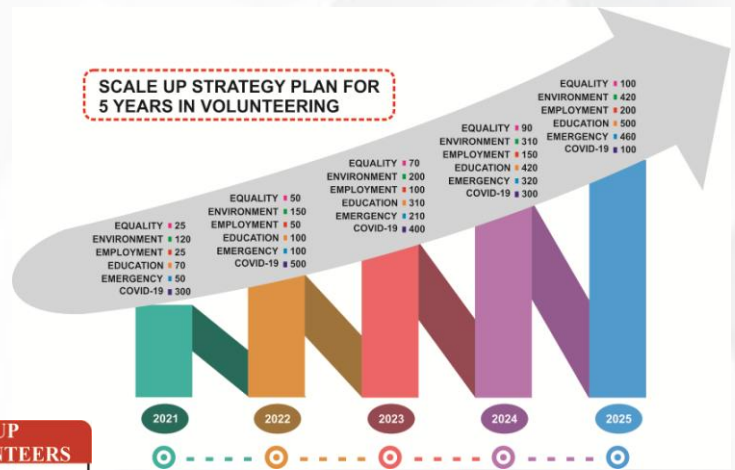 SCALE UP STRATEGY PLAN FOR
5 YEARS IN VOLUNTEERING
EQUALITY 25
ENVIRONMENT 120
EMPLOYMENT 25
EDUCATION 70
EMERGENCY 50
COVID-19 300
EQUALITY 50
ENVIRONMENT 150
EMPLOYMENT 50
EDUCATION 100
EMERGENCY 100
COVID-19 500
EQUALITY 70
ENVIRONMENT 200
EMPLOYMENT 100
EDUCATION 310
EMERGENCY 210
COVID-19 400
EQUALITY 90
ENVIRONMENT 310
EMPLOYMENT 150
EDUCATION 420
EMERGENCY 320
COVID-19 300
EQUALITY 100
ENVIRONMENT 420
EMPLOYMENT 200
EDUCATION 500
EMERGENCY 460
COVID-19 100
2021 2022 2023 2024 2025
UP